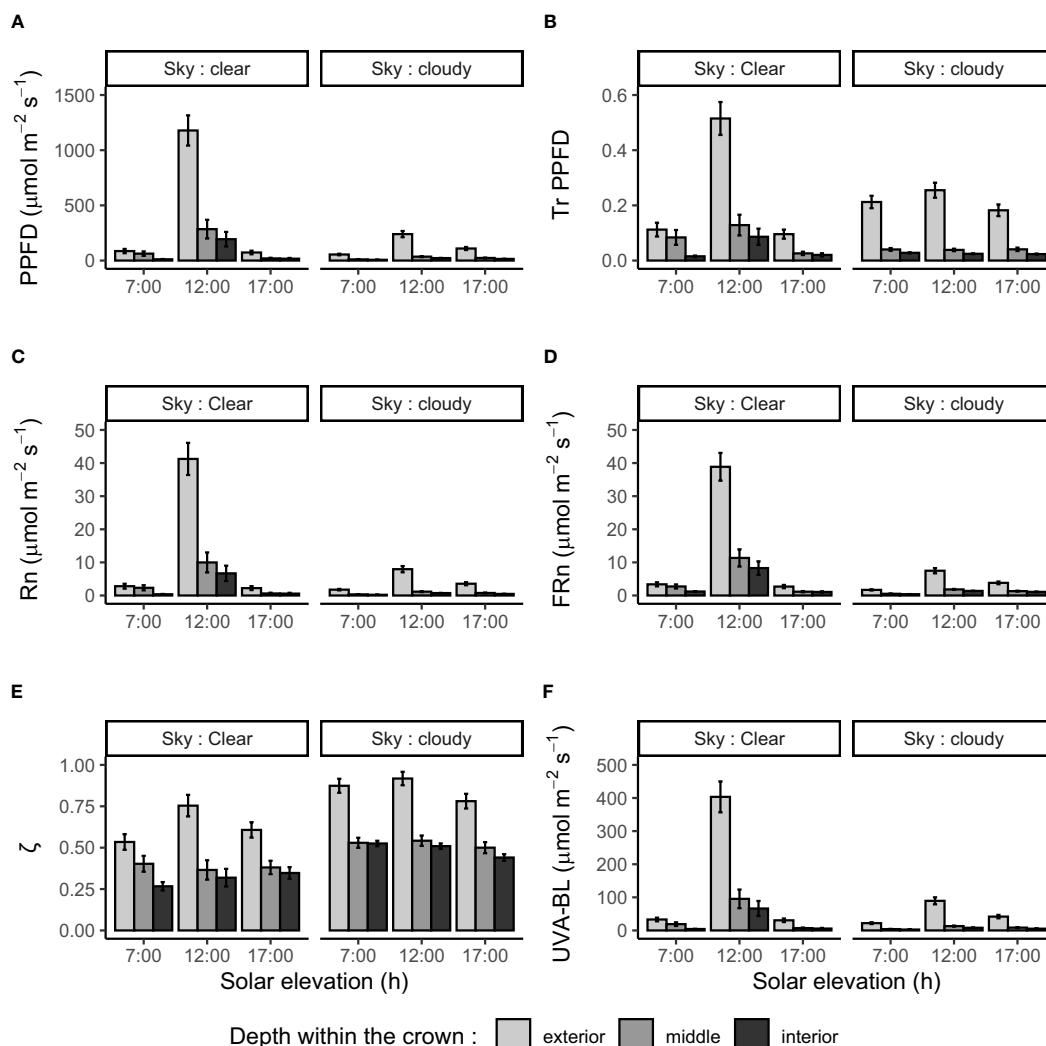 A
B
Sky : clear
Sky : cloudy
Sky : Clear
Sky : cloudy
PPFD (μmol m⁻² s⁻¹)
1500
1000
500
0
Tr PPFD
0.6
0.4
0.2
0.0
7:00 12:00 17:00 7:00 12:00 17:00
7:00 12:00 17:00 7:00 12:00 17:00
C
D
Sky : Clear
Sky : cloudy
Sky : Clear
Sky : cloudy
Rn (μmol m⁻² s⁻¹)
50
40
30
20
10
0
FRn (μmol m⁻² s⁻¹)
50
40
30
20
10
0
7:00 12:00 17:00 7:00 12:00 17:00
7:00 12:00 17:00 7:00 12:00 17:00
E
F
Sky : Clear
Sky : cloudy
Sky : Clear
Sky : cloudy
ζ
1.00
0.75
0.50
0.25
0.00
UVA-BL (μmol m⁻² s⁻¹)
500
400
300
200
100
0
7:00 12:00 17:00 7:00 12:00 17:00
7:00 12:00 17:00 7:00 12:00 17:00
Solar elevation (h)
Solar elevation (h)
Depth within the crown : exterior middle interior